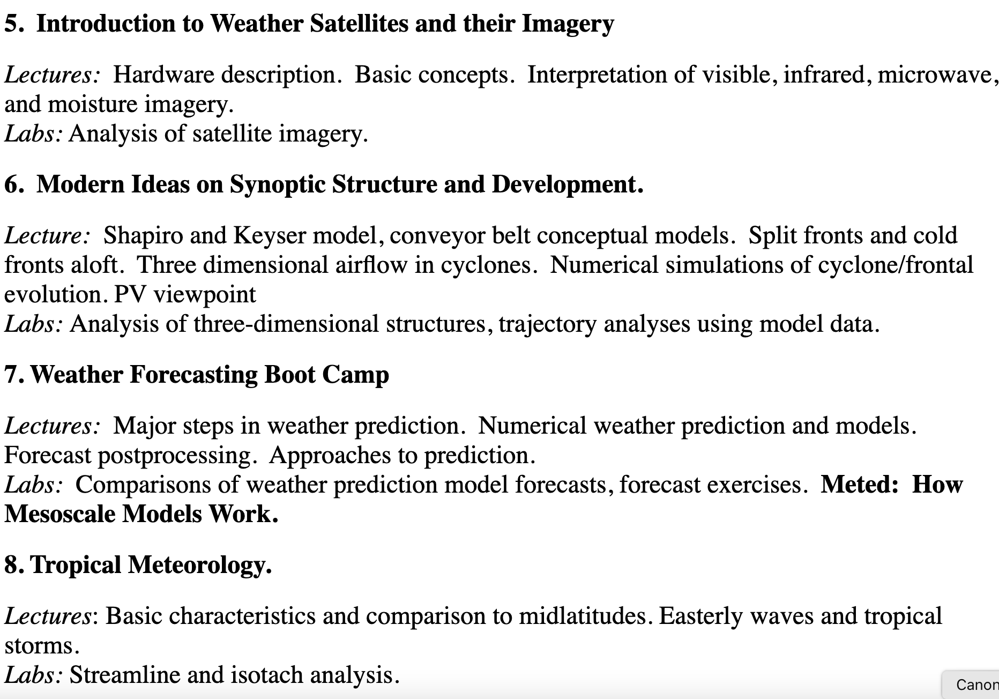 5.  Introduction to Weather Satellites and their Imagery
Lectures:  Hardware description.  Basic concepts.  Interpretation of visible, infrared, microwave,
and moisture imagery.
Labs: Analysis of satellite imagery.
6.  Modern Ideas on Synoptic Structure and Development.
Lecture:  Shapiro and Keyser model, conveyor belt conceptual models.  Split fronts and cold
fronts aloft.  Three dimensional airflow in cyclones.  Numerical simulations of cyclone/frontal
evolution. PV viewpoint
Labs: Analysis of three-dimensional structures, trajectory analyses using model data.
7. Weather Forecasting Boot Camp
Lectures:  Major steps in weather prediction.  Numerical weather prediction and models.
Forecast postprocessing.  Approaches to prediction.
Labs:  Comparisons of weather prediction model forecasts, forecast exercises.  Meted:  How
Mesoscale Models Work.
8. Tropical Meteorology.
Lectures: Basic characteristics and comparison to midlatitudes. Easterly waves and tropical
storms.
Labs: Streamline and isotach analysis.
Canon